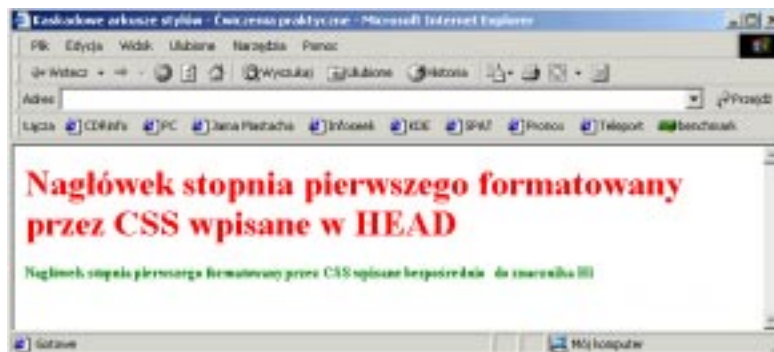 Kaskadowe arkusze stylów - Ćwiczenia praktyczne - Microsoft Internet Explorer
Plik Edycja Widok Ulubione Narzędzia Pomoc
Wstecz Wyszukaj Ulubione Historia
Adres Przejdź
Łącza CDRinfo PC Jama Mastacha Infoseek KDE SPAT Promos Teleport benchmark
Nagłówek stopnia pierwszego formatowany
przez CSS wpisane w HEAD
Nagłówek stopnia pierwszego formatowany przez CSS wpisane bezpośrednio do znacznika H1
Gotowe Mój komputer